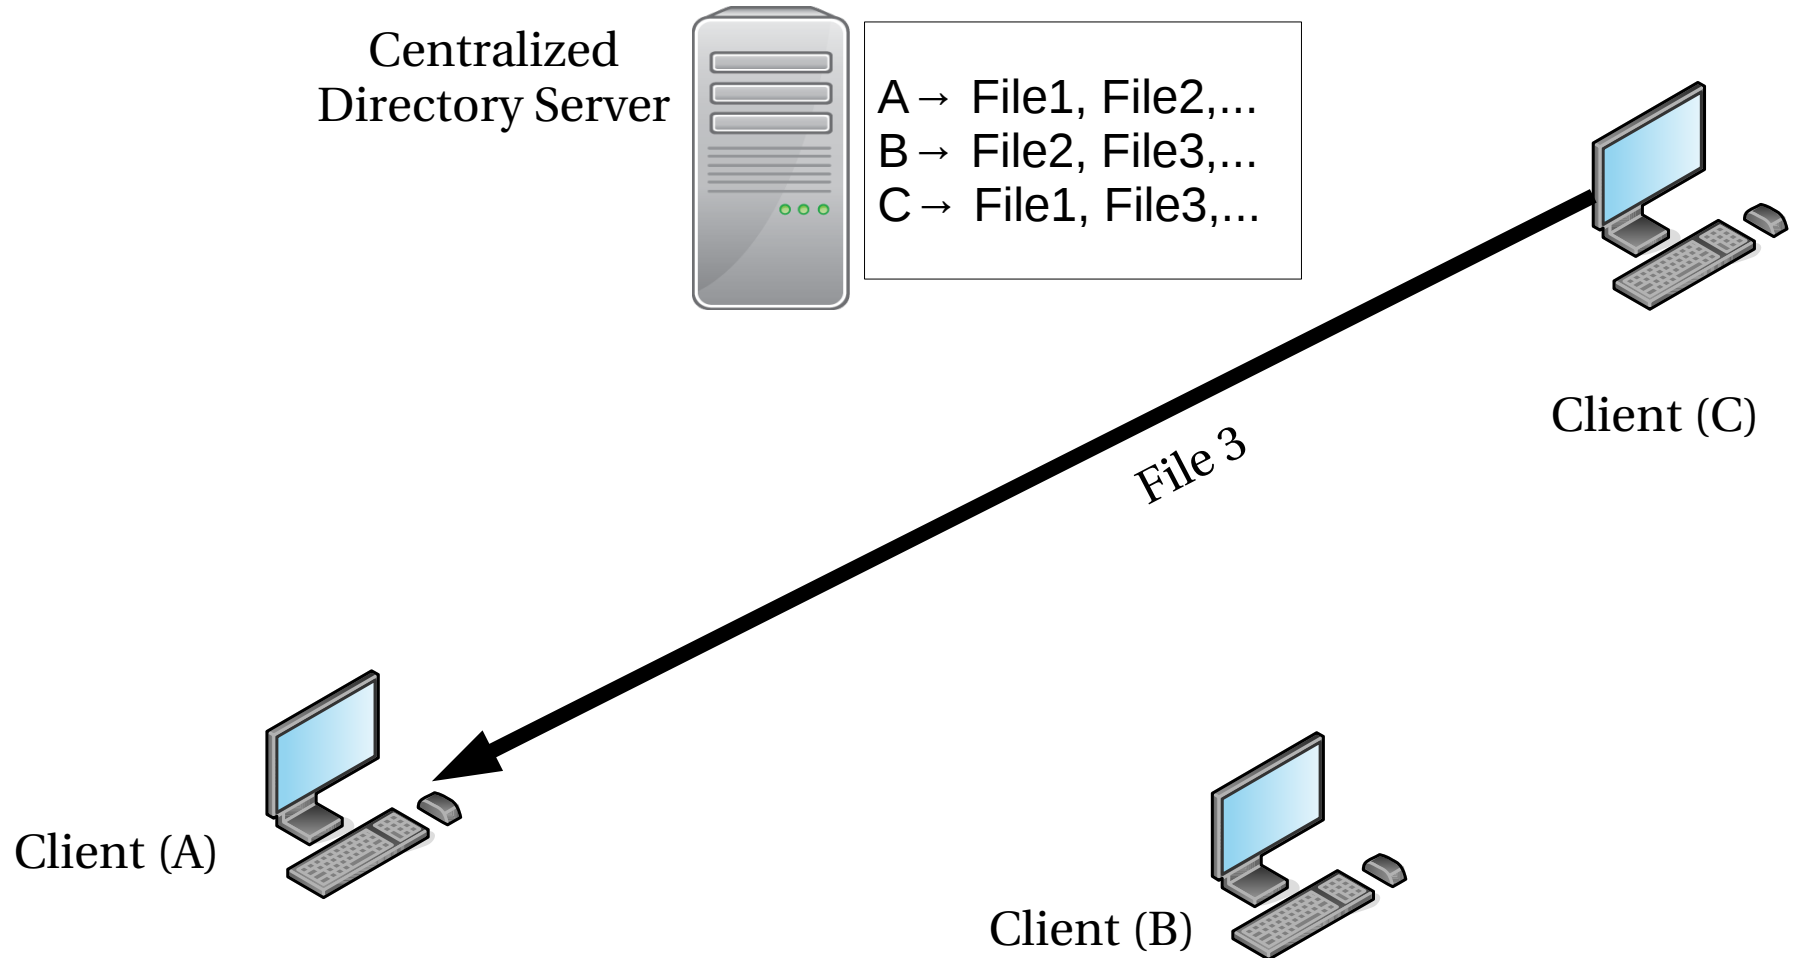 Centralized
Directory Server
A→ File1, File2,...
B→ File2, File3,...
C→ File1, File3,...
Client (C)
File 3
Client (A)
Client (B)